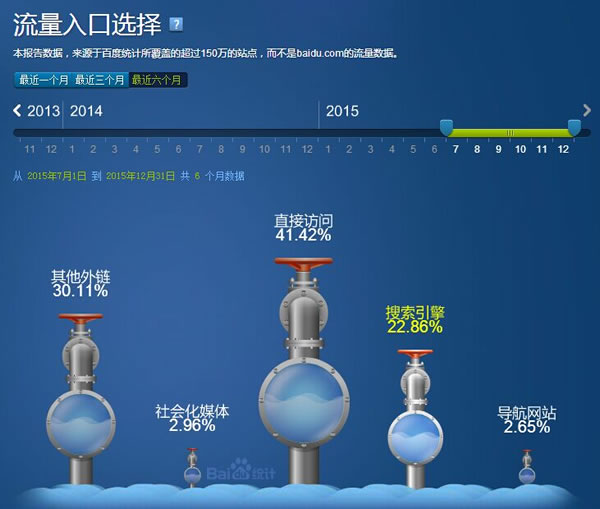 流量入口选择 ?
本报告数据，来源于百度统计所覆盖的超过150万的站点，而不是baidu.com的流量数据。
最近一个月 最近三个月 最近六个月
2013 2014 2015
11 12 1 2 3 4 5 6 7 8 9 10 11 12 1 2 3 4 5 6 7 8 9 10 11 12
从 2015年7月1日 到 2015年12月31日 共 6 个月数据
直接访问
41.42%
其他外链
30.11%
搜索引擎
22.86%
社会化媒体
2.96%
导航网站
2.65%
Bai统计